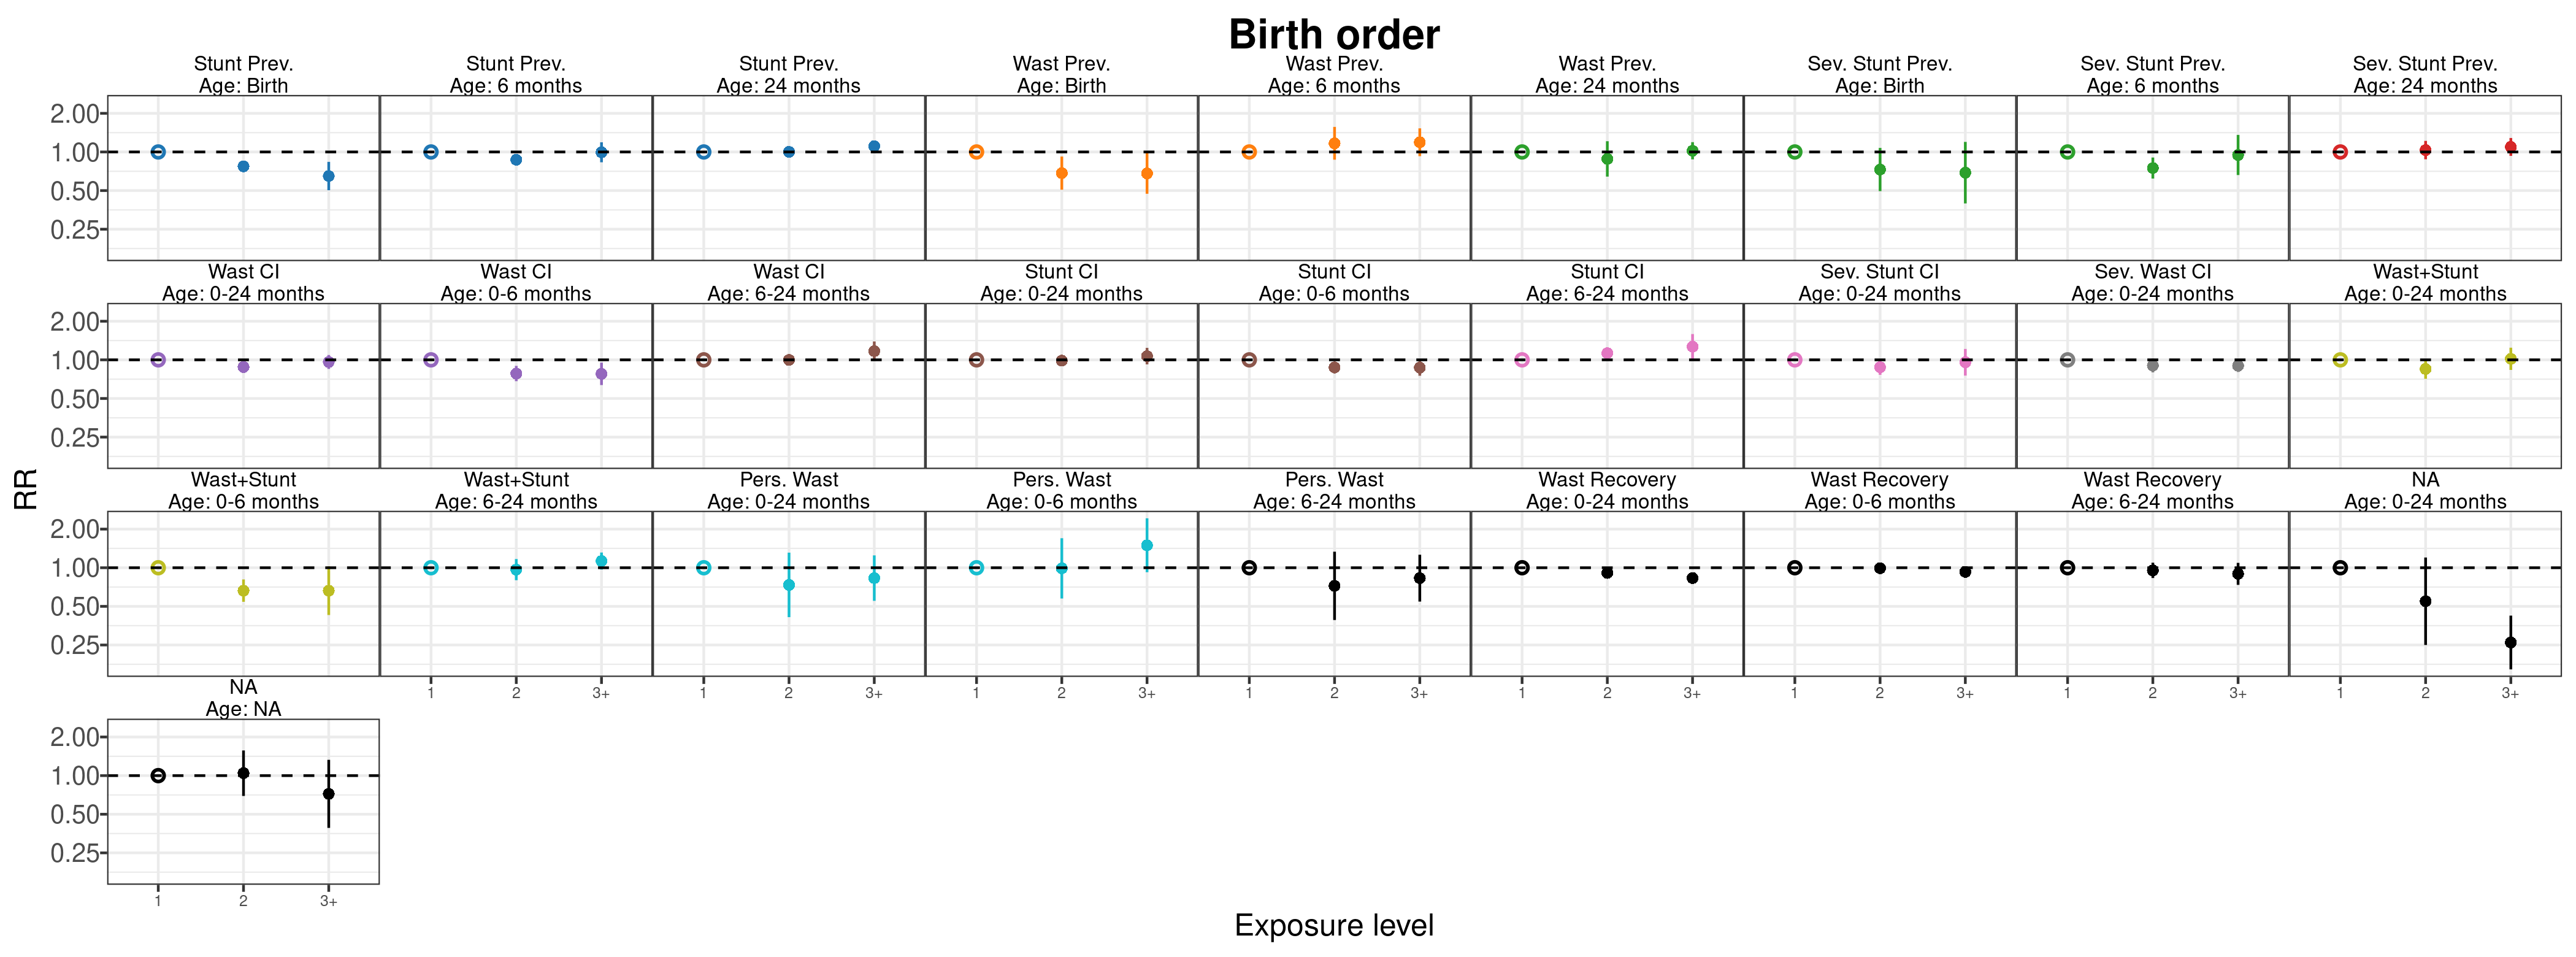 Birth order
Stunt Prev.
Age: Birth
Stunt Prev.
Age: 6 months
Stunt Prev.
Age: 24 months
Wast Prev.
Age: Birth
Wast Prev.
Age: 6 months
Wast Prev.
Age: 24 months
Sev. Stunt Prev.
Age: Birth
Sev. Stunt Prev.
Age: 6 months
Sev. Stunt Prev.
Age: 24 months
2.00
1.00
0.50
0.25
Wast CI
Age: 0-24 months
Wast CI
Age: 0-6 months
Wast CI
Age: 6-24 months
Stunt CI
Age: 0-24 months
Stunt CI
Age: 0-6 months
Stunt CI
Age: 6-24 months
Sev. Stunt CI
Age: 0-24 months
Sev. Wast CI
Age: 0-24 months
Wast+Stunt
Age: 0-24 months
2.00
1.00
0.50
0.25
RR
Wast+Stunt
Age: 0-6 months
Wast+Stunt
Age: 6-24 months
Pers. Wast
Age: 0-24 months
Pers. Wast
Age: 0-6 months
Pers. Wast
Age: 6-24 months
Wast Recovery
Age: 0-24 months
Wast Recovery
Age: 0-6 months
Wast Recovery
Age: 6-24 months
NA
Age: 0-24 months
2.00
1.00
0.50
0.25
1 2 3+
1 2 3+
1 2 3+
1 2 3+
1 2 3+
1 2 3+
1 2 3+
1 2 3+
NA
Age: NA
2.00
1.00
0.50
0.25
1 2 3+
Exposure level